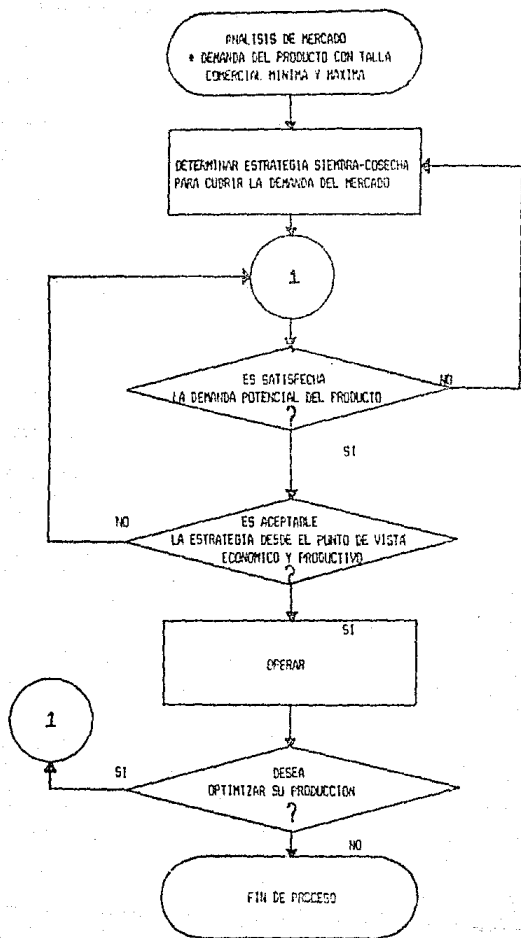 ANALISIS DE MERCADO
* DEMANDA DEL PRODUCTO CON TALLA
COMERCIAL MINIMA Y MAXIMA
DETERMINAR ESTRATEGIA SIEMBRA-COSECHA
PARA CUBRIR LA DEMANDA DEL MERCADO
1
ES SATISFECHA
LA DEMANDA POTENCIAL DEL PRODUCTO
?
NO
SI
NO
ES ACEPTABLE
LA ESTRATEGIA DESDE EL PUNTO DE VISTA
ECONOMICO Y PRODUCTIVO
?
SI
OPERAR
1
SI
DESEA
OPTIMIZAR SU PRODUCCION
?
NO
FIN DE PROCESO